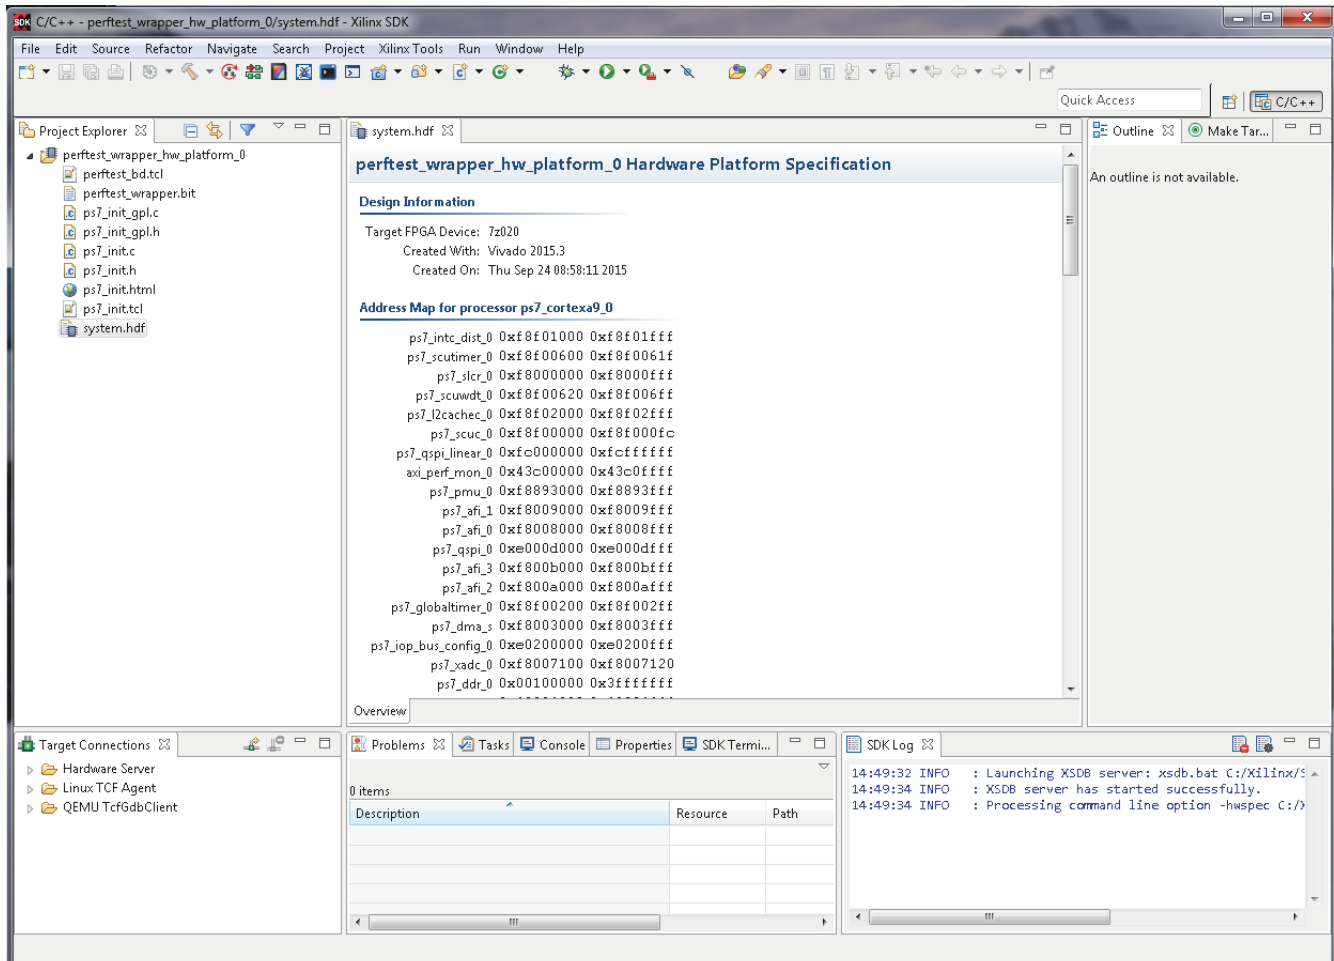 SDK C/C++ - perftest_wrapper_hw_platform_0/system.hdf - Xilinx SDK
File Edit Source Refactor Navigate Search Project Xilinx Tools Run Window Help
Quick Access
C/C++
Project Explorer
perftest_wrapper_hw_platform_0
perftest_bd.tcl
perftest_wrapper.bit
ps7_init_gpl.c
ps7_init_gpl.h
ps7_init.c
ps7_init.h
ps7_init.html
ps7_init.tcl
system.hdf
system.hdf
perftest_wrapper_hw_platform_0 Hardware Platform Specification
Design Information
Target FPGA Device: 7z020
Created With: Vivado 2015.3
Created On: Thu Sep 24 08:58:11 2015
Address Map for processor ps7_cortexa9_0
ps7_intc_dist_0 0xf8f01000 0xf8f01fff
ps7_scutimer_0 0xf8f00600 0xf8f0061f
ps7_slcr_0 0xf8000000 0xf8000fff
ps7_scuwdt_0 0xf8f00620 0xf8f006ff
ps7_l2cachec_0 0xf8f02000 0xf8f02fff
ps7_scuc_0 0xf8f00000 0xf8f000fc
ps7_qspi_linear_0 0xfc000000 0xfcffffff
axi_perf_mon_0 0x43c00000 0x43c0ffff
ps7_pmu_0 0xf8893000 0xf8893fff
ps7_afi_1 0xf8009000 0xf8009fff
ps7_afi_0 0xf8008000 0xf8008fff
ps7_qspi_0 0xe000d000 0xe000dfff
ps7_afi_3 0xf800b000 0xf800bfff
ps7_afi_2 0xf800a000 0xf800afff
ps7_globaltimer_0 0xf8f00200 0xf8f002ff
ps7_dma_s 0xf8003000 0xf8003fff
ps7_iop_bus_config_0 0xe0200000 0xe0200fff
ps7_xadc_0 0xf8007100 0xf8007120
ps7_ddr_0 0x00100000 0x3fffffff
Overview
Outline Make Tar...
An outline is not available.
Target Connections
Hardware Server
Linux TCF Agent
QEMU TcfGdbClient
Problems Tasks Console Properties SDK Termi...
0 items
Description Resource Path
SDK Log
14:49:32 INFO : Launching XSDB server: xsdb.bat C:/Xilinx/
14:49:34 INFO : XSDB server has started successfully.
14:49:34 INFO : Processing command line option -hwspec C:/